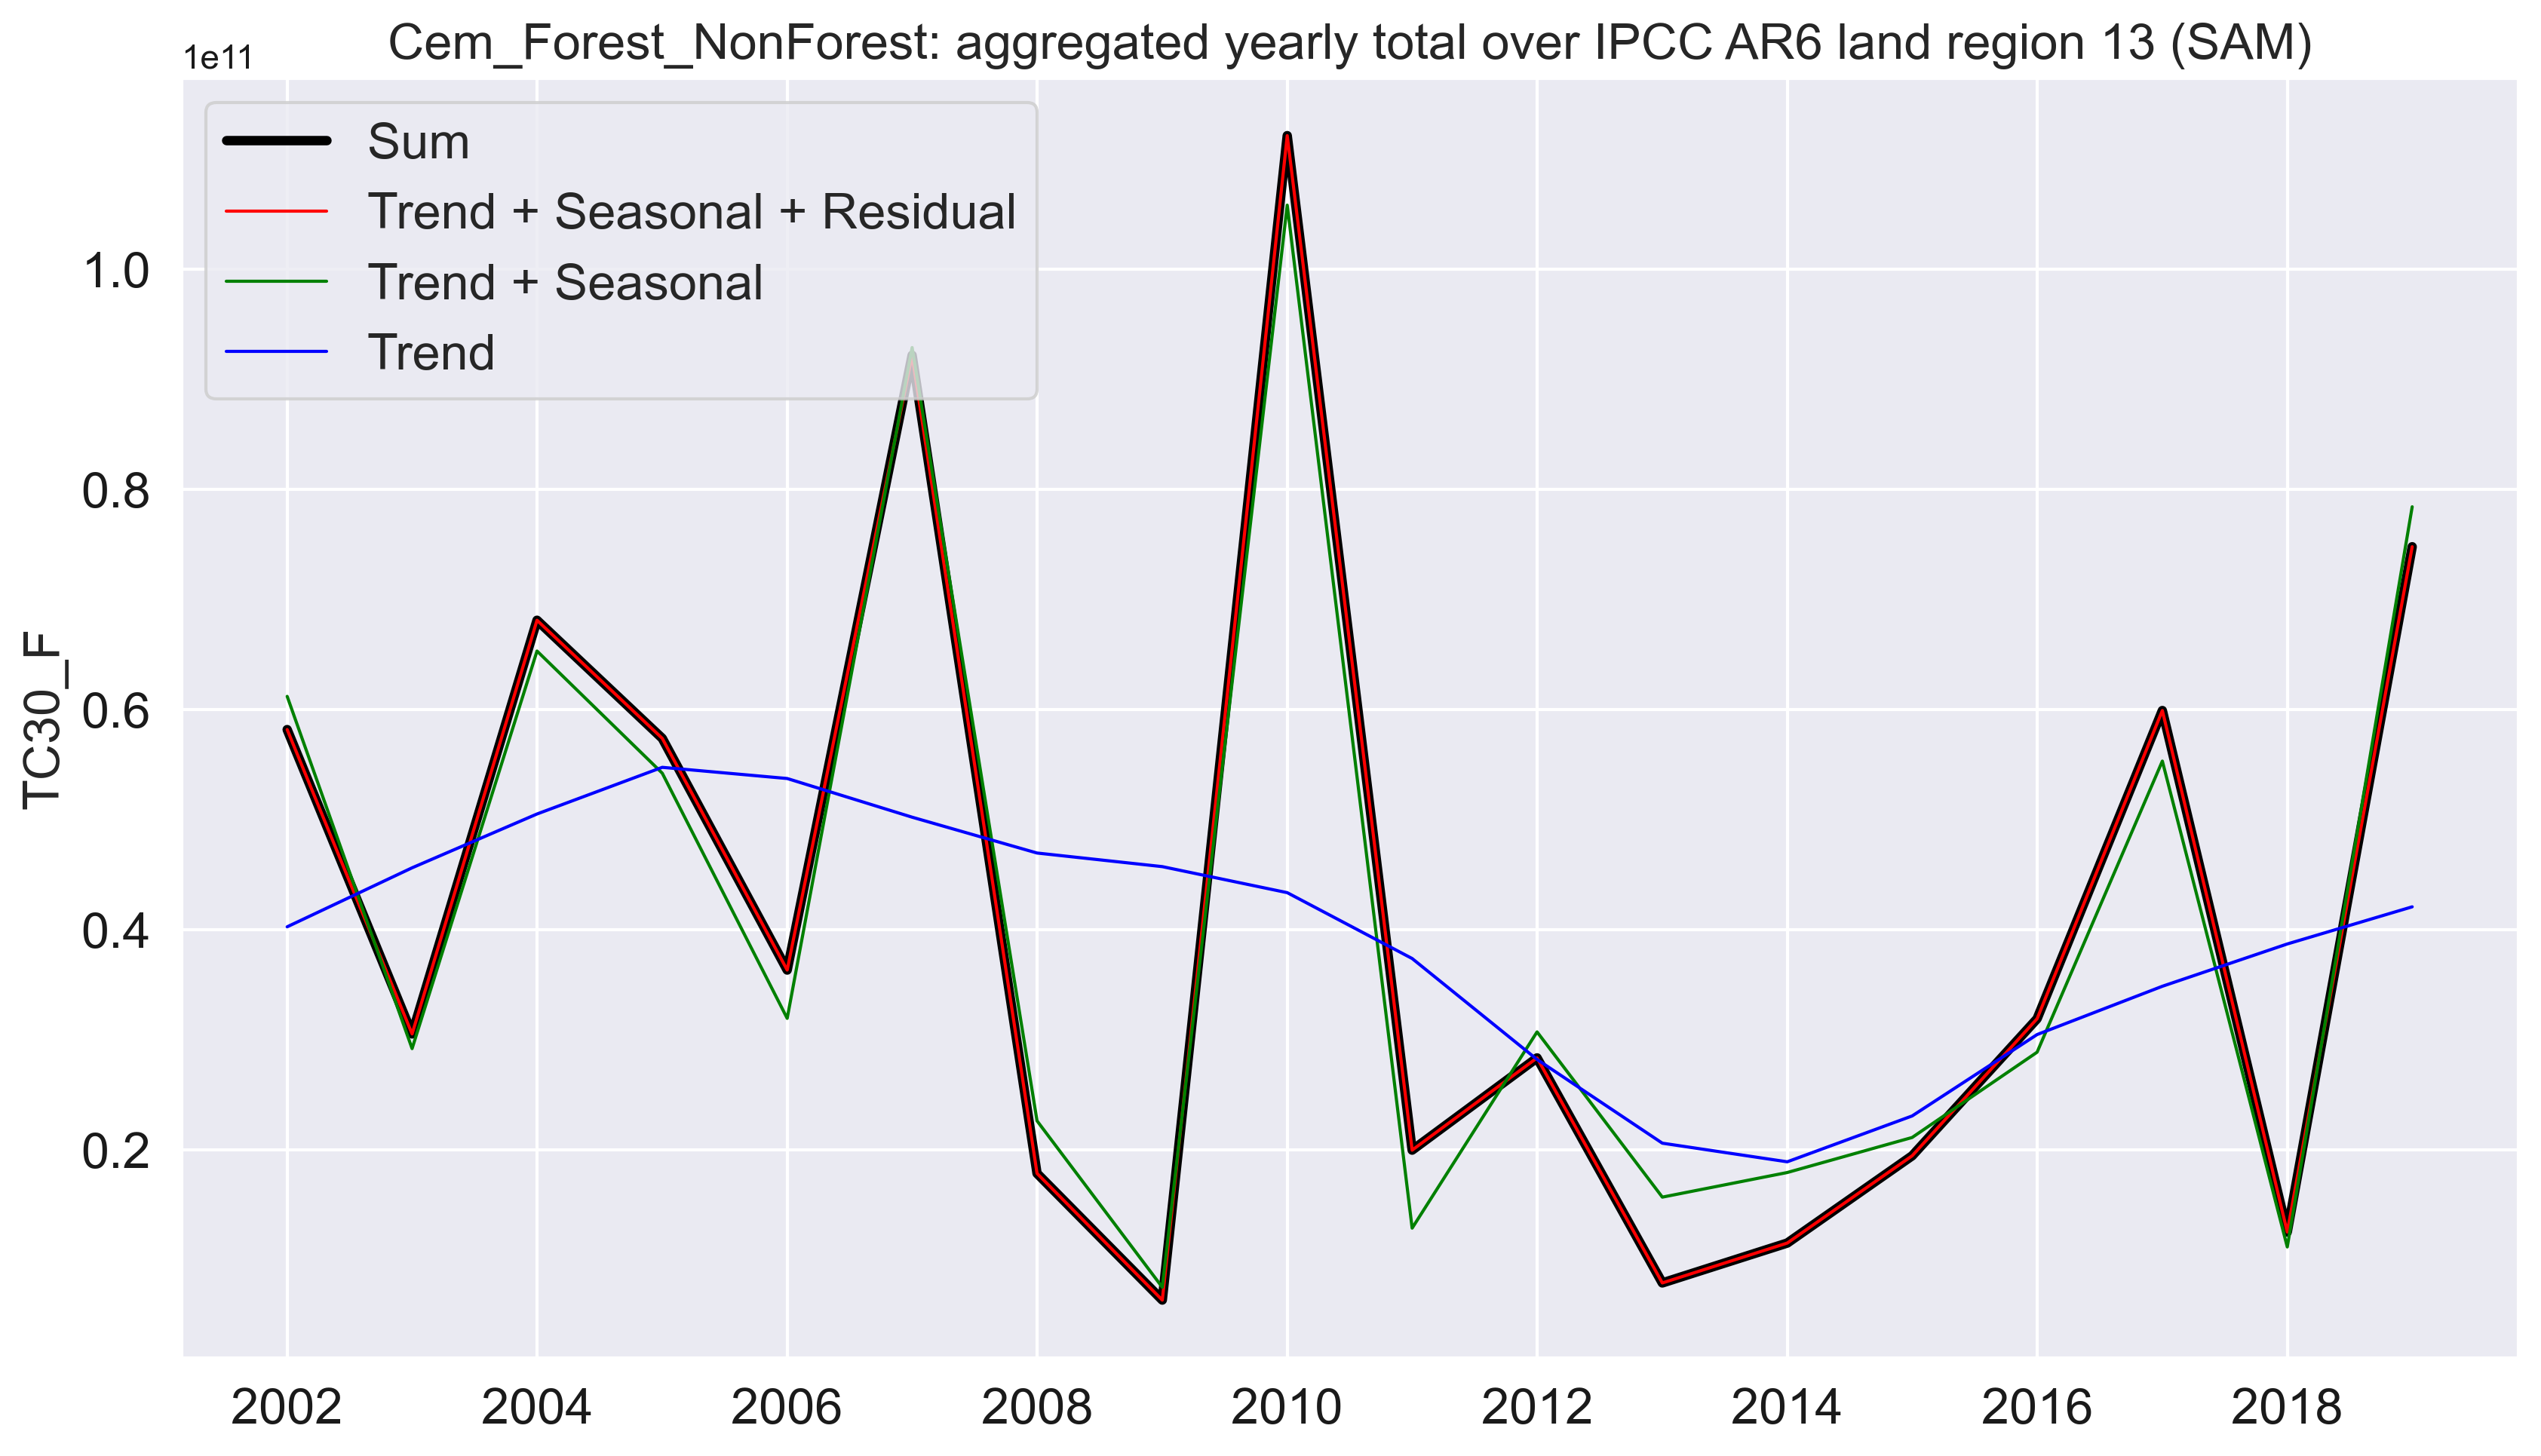 Cem_Forest_NonForest: aggregated yearly total over IPCC AR6 land region 13 (SAM)
1e11
Sum
Trend + Seasonal + Residual
Trend + Seasonal
Trend
1.0
0.8
0.6
0.4
0.2
TC30_F
2002 2004 2006 2008 2010 2012 2014 2016 2018